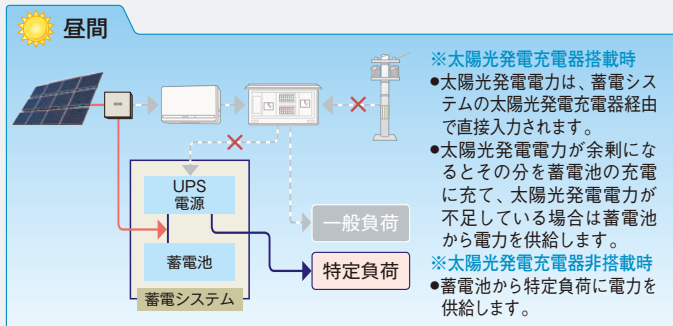 昼間
※太陽光発電充電器搭載時
●太陽光発電電力は、蓄電シス
テムの太陽光発電充電器経由
で直接入力されます。
●太陽光発電電力が余剰にな
るとその分を蓄電池の充電
に充て、太陽光発電電力が
不足している場合は蓄電池
から電力を供給します。
※太陽光発電充電器非搭載時
●蓄電池から特定負荷に電力を
供給します。
UPS
電源
蓄電池
蓄電システム
一般負荷
特定負荷